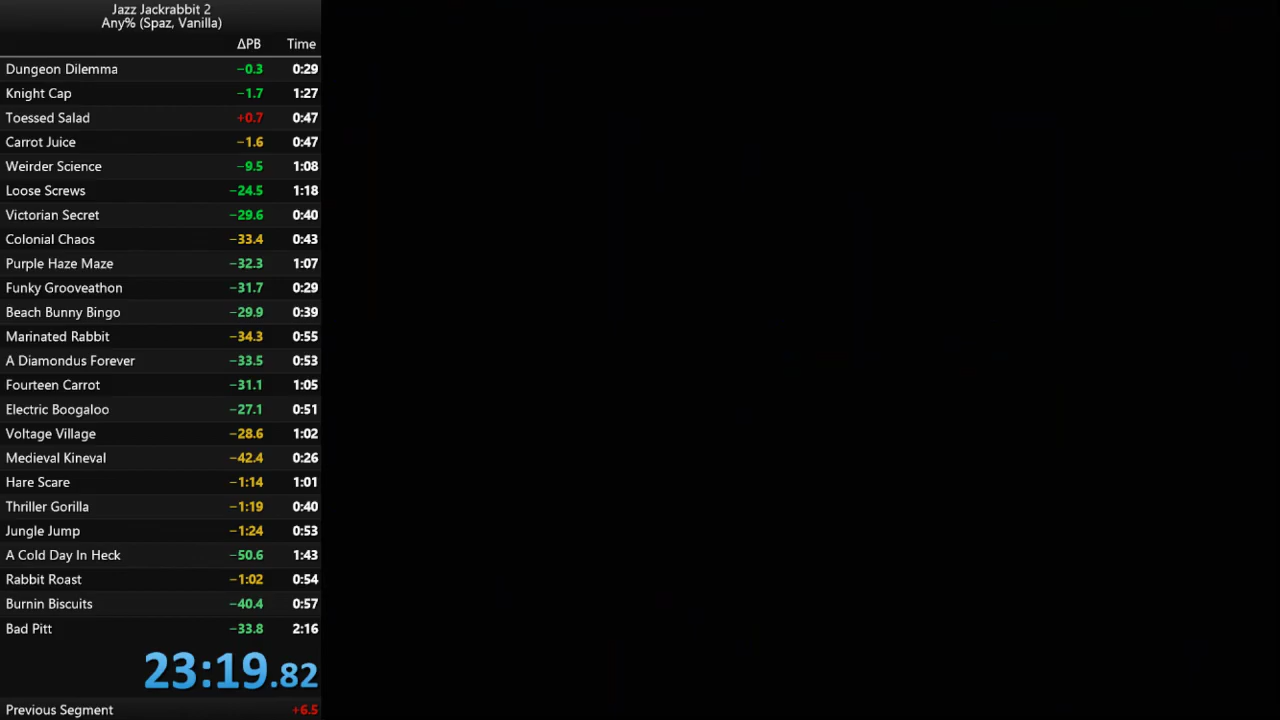 Jazz Jackrabbit 2
Any% (Spaz, Vanilla)
ΔPB Time
Dungeon Dilemma −0.3 0:29
Knight Cap −1.7 1:27
Toessed Salad +0.7 0:47
Carrot Juice −1.6 0:47
Weirder Science −9.5 1:08
Loose Screws −24.5 1:18
Victorian Secret −29.6 0:40
Colonial Chaos −33.4 0:43
Purple Haze Maze −32.3 1:07
Funky Grooveathon −31.7 0:29
Beach Bunny Bingo −29.9 0:39
Marinated Rabbit −34.3 0:55
A Diamondus Forever −33.5 0:53
Fourteen Carrot −31.1 1:05
Electric Boogaloo −27.1 0:51
Voltage Village −28.6 1:02
Medieval Kineval −42.4 0:26
Hare Scare −1:14 1:01
Thriller Gorilla −1:19 0:40
Jungle Jump −1:24 0:53
A Cold Day In Heck −50.6 1:43
Rabbit Roast −1:02 0:54
Burnin Biscuits −40.4 0:57
Bad Pitt −33.8 2:16
23:19.82
Previous Segment +6.5